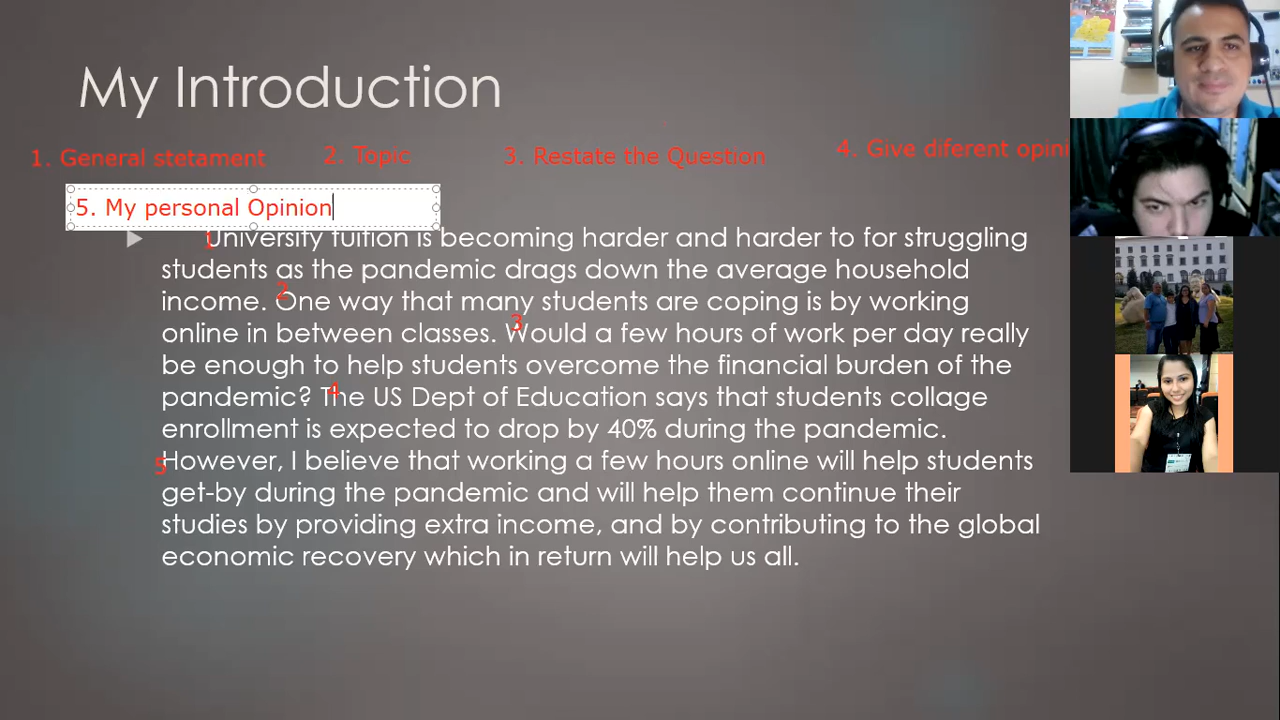 My Introduction
1. General stetament 2. Topic 3. Restate the Question 4. Give diferent opini
5. My personal Opinion
1 University tuition is becoming harder and harder to for struggling
students as the pandemic drags down the average household
income. 2 One way that many students are coping is by working
online in between classes. 3 Would a few hours of work per day really
be enough to help students overcome the financial burden of the
pandemic? 4 The US Dept of Education says that students collage
enrollment is expected to drop by 40% during the pandemic.
5 However, I believe that working a few hours online will help students
get-by during the pandemic and will help them continue their
studies by providing extra income, and by contributing to the global
economic recovery which in return will help us all.